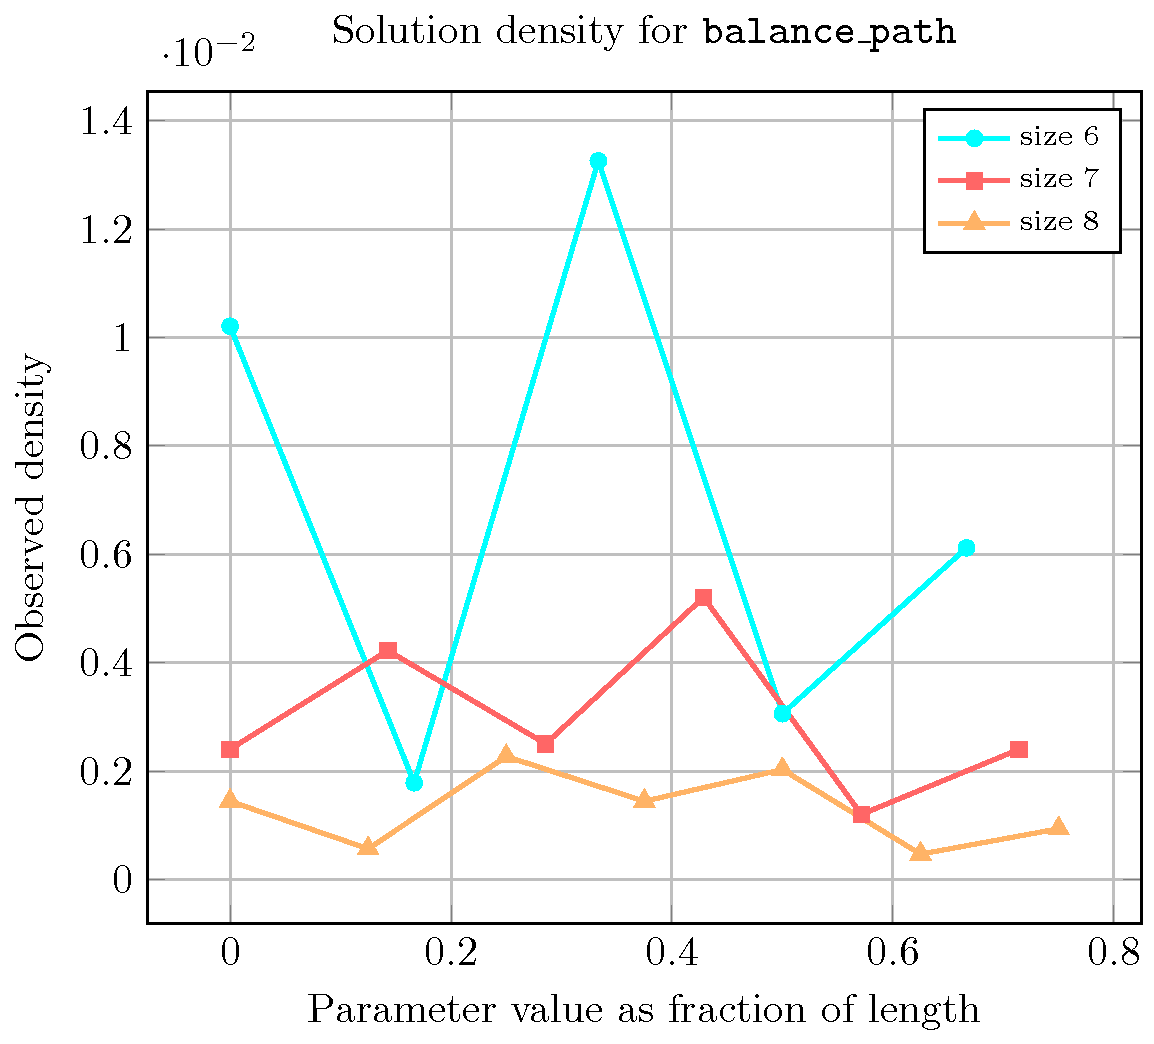 Solution density for balance_path
·10−2
1.4
1.2
1
0.8
0.6
0.4
0.2
0
Observed density
size 6
size 7
size 8
0 0.2 0.4 0.6 0.8
Parameter value as fraction of length